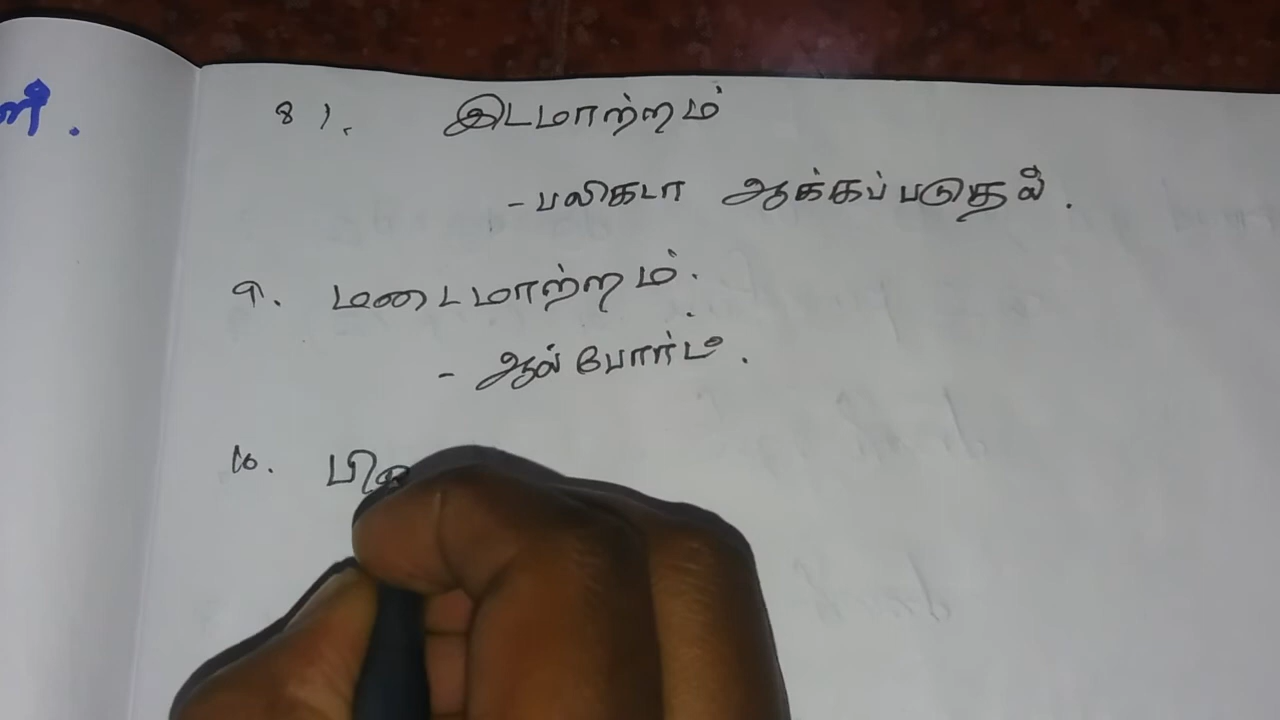 8). இடமாற்றம்
- பலிகடா ஆக்கப்படுதல்.
9. மடைமாற்றம்.
- ஆல்போர்ட்.
10.